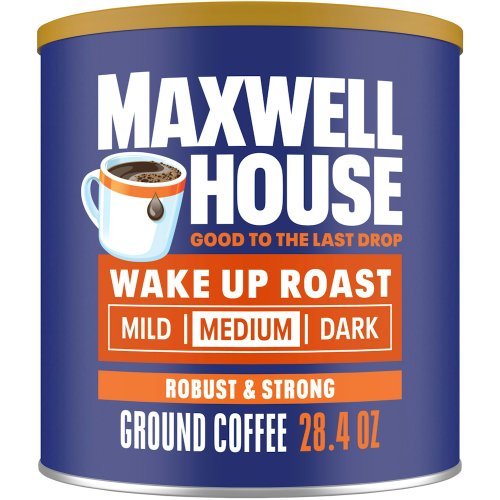 MAXWELL
HOUSE
GOOD TO THE LAST DROP
WAKE UP ROAST
MILD | MEDIUM | DARK
ROBUST & STRONG
GROUND COFFEE 28.4 OZ